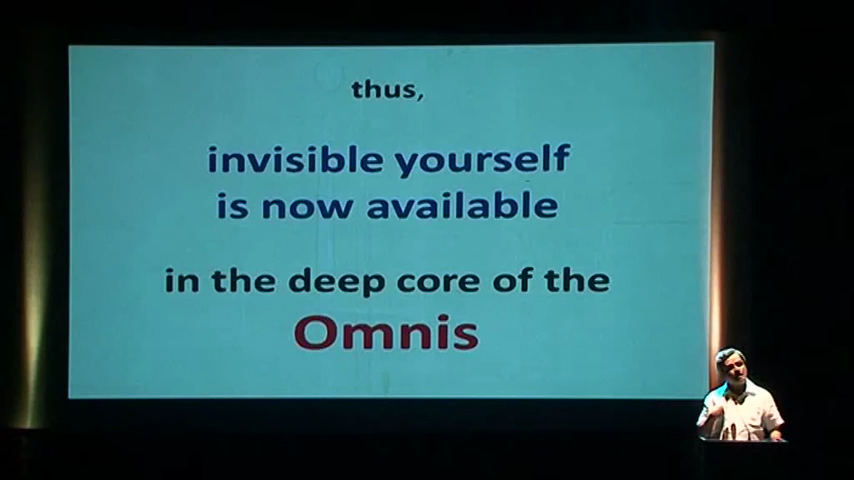 thus,
invisible yourself
is now available
in the deep core of the
Omnis